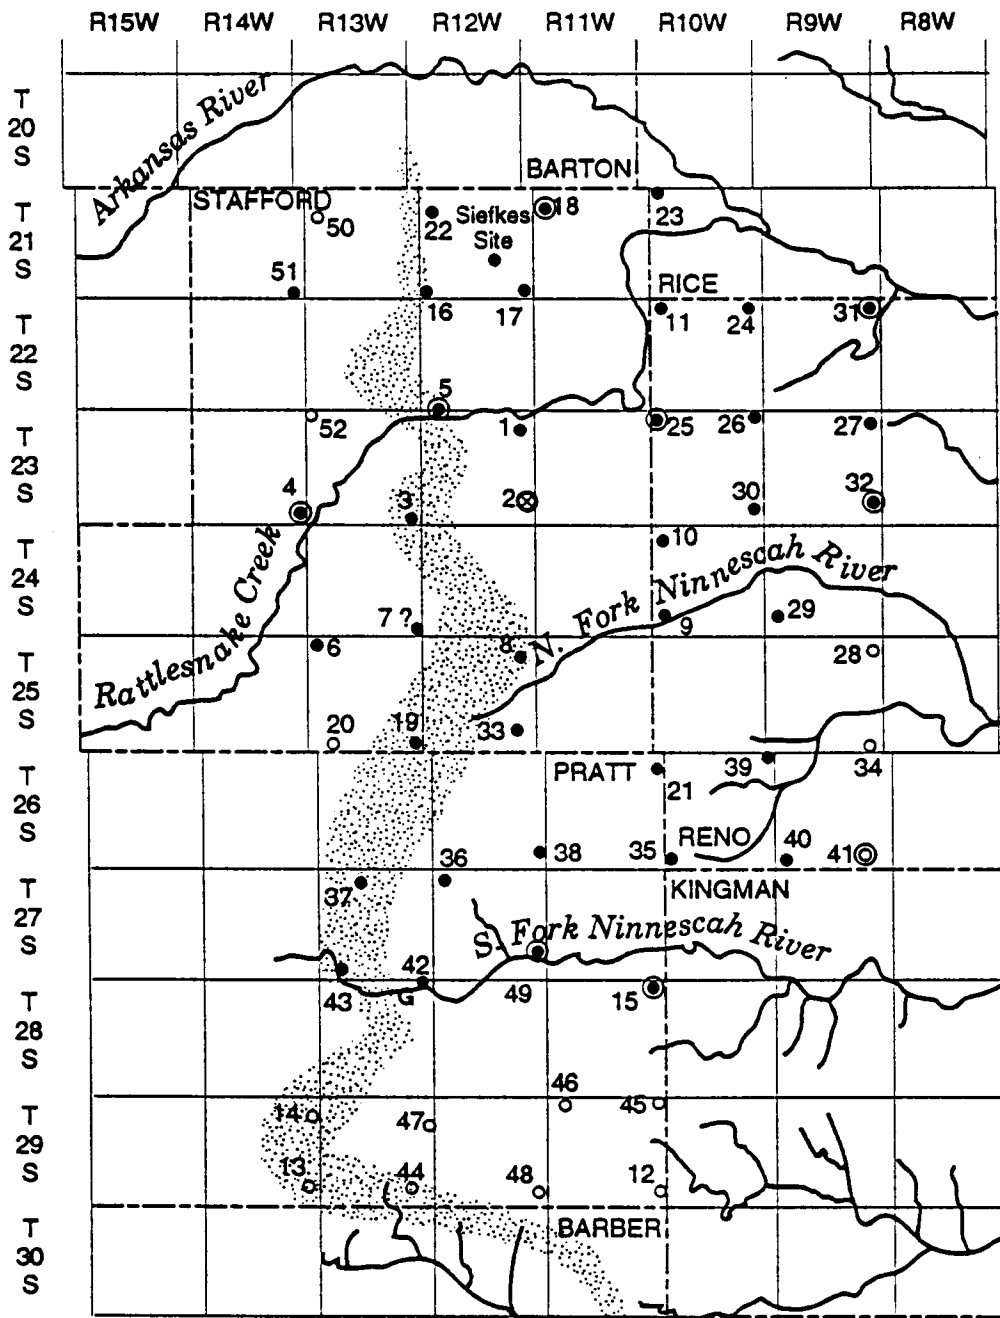 R15W R14W R13W R12W R11W R10W R9W R8W
T
20
S
Arkansas River
BARTON
STAFFORD
50
22
Siefkes
Site
18
23
T
21
S
51
16
17
RICE
11
24
31
T
22
S
5
52
1
25
26
27
T
23
S
4
3
2
30
32
10
T
24
S
Rattlesnake Creek
N. Fork Ninnescah River
7 ?
9
29
6
8
28
T
25
S
20
19
33
39
34
T
26
S
PRATT
21
RENO
36
38
35
40
41
37
KINGMAN
T
27
S
S. Fork Ninnescah River
42
43
G
49
15
T
28
S
46
45
14
47
T
29
S
13
44
48
12
BARBER
T
30
S